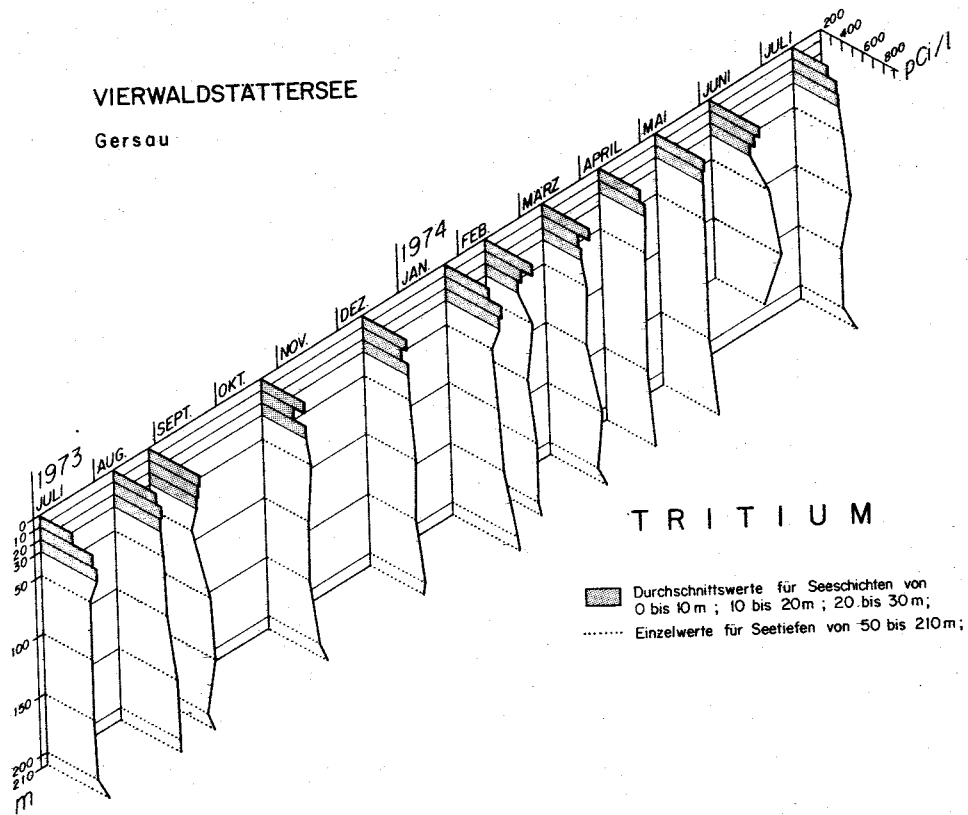 VIERWALDSTÄTTERSEE
Gersau
200
400
600
800
pCi/l
1973
JULI
AUG.
SEPT.
OKT.
NOV.
DEZ.
1974
JAN.
FEB.
MÄRZ
APRIL
MAI
JUNI
JULI
0
10
20
30
50
100
150
200
210
m
TRITIUM
Durchschnittswerte für Seeschichten von
0 bis 10 m ; 10 bis 20 m ; 20 bis 30 m ;
Einzelwerte für Seetiefen von 50 bis 210 m ;